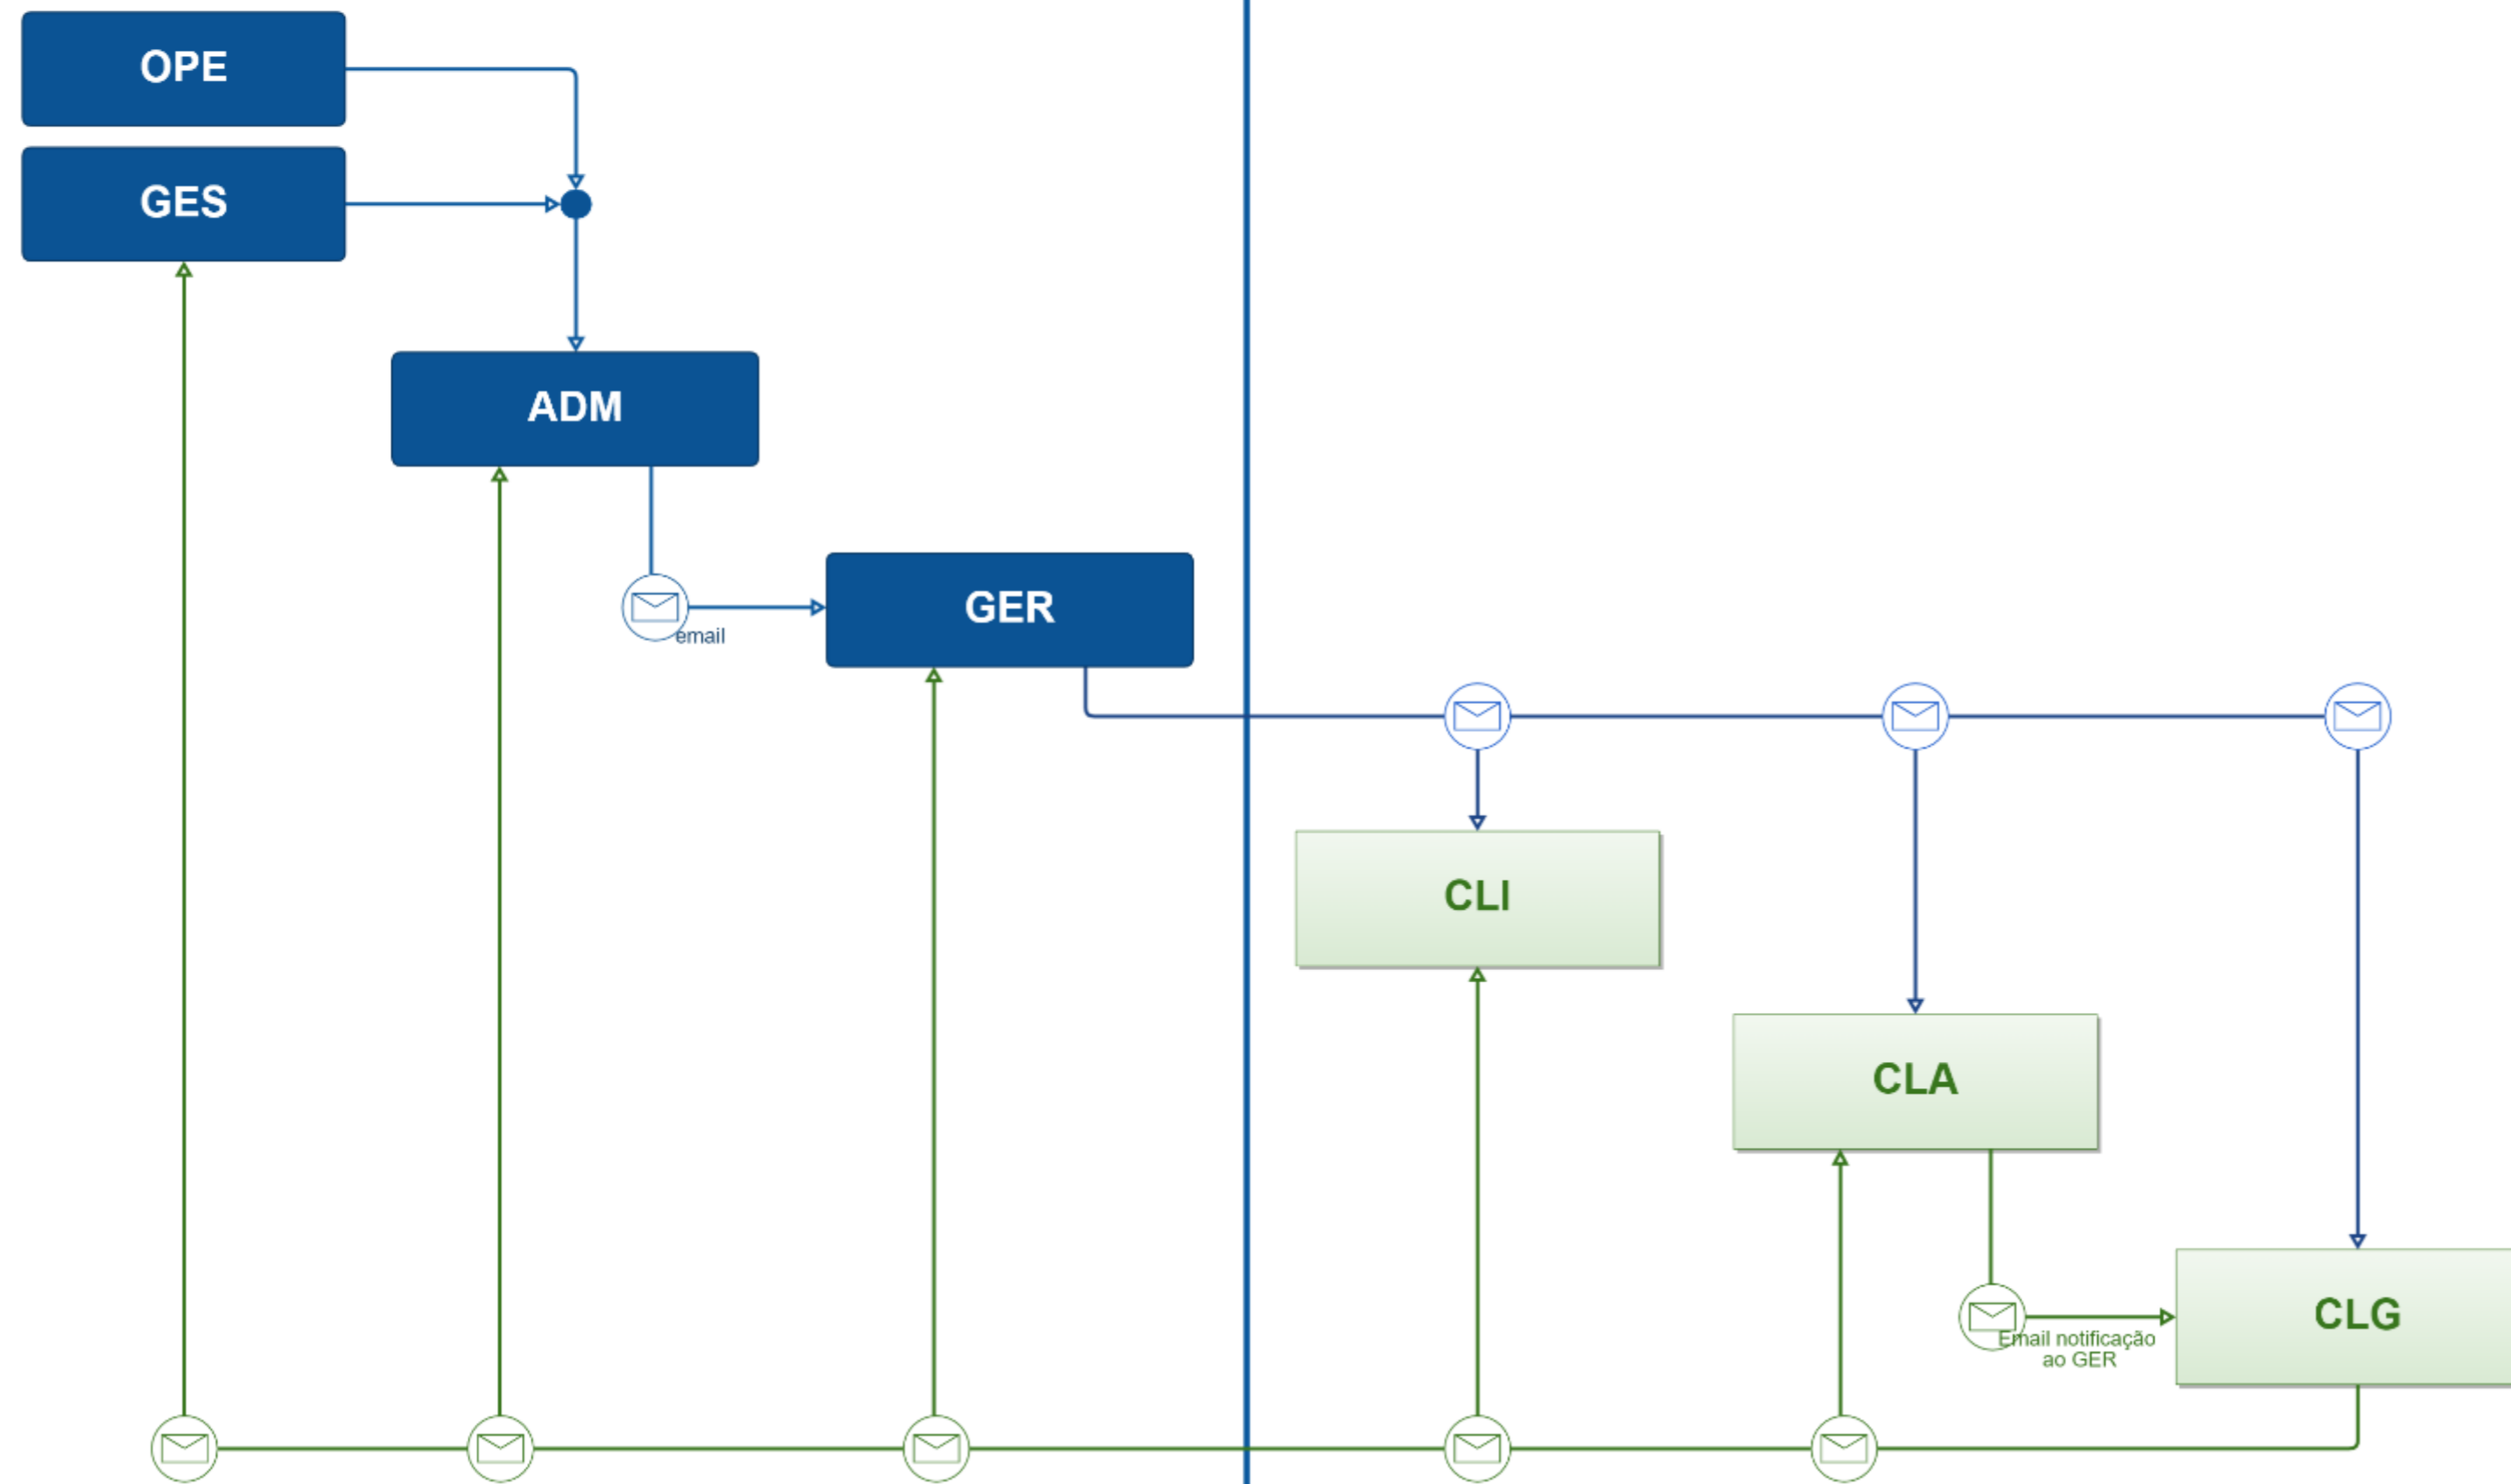 OPE
GES
ADM
GER
email
CLI
CLA
CLG
Email notificação
ao GER